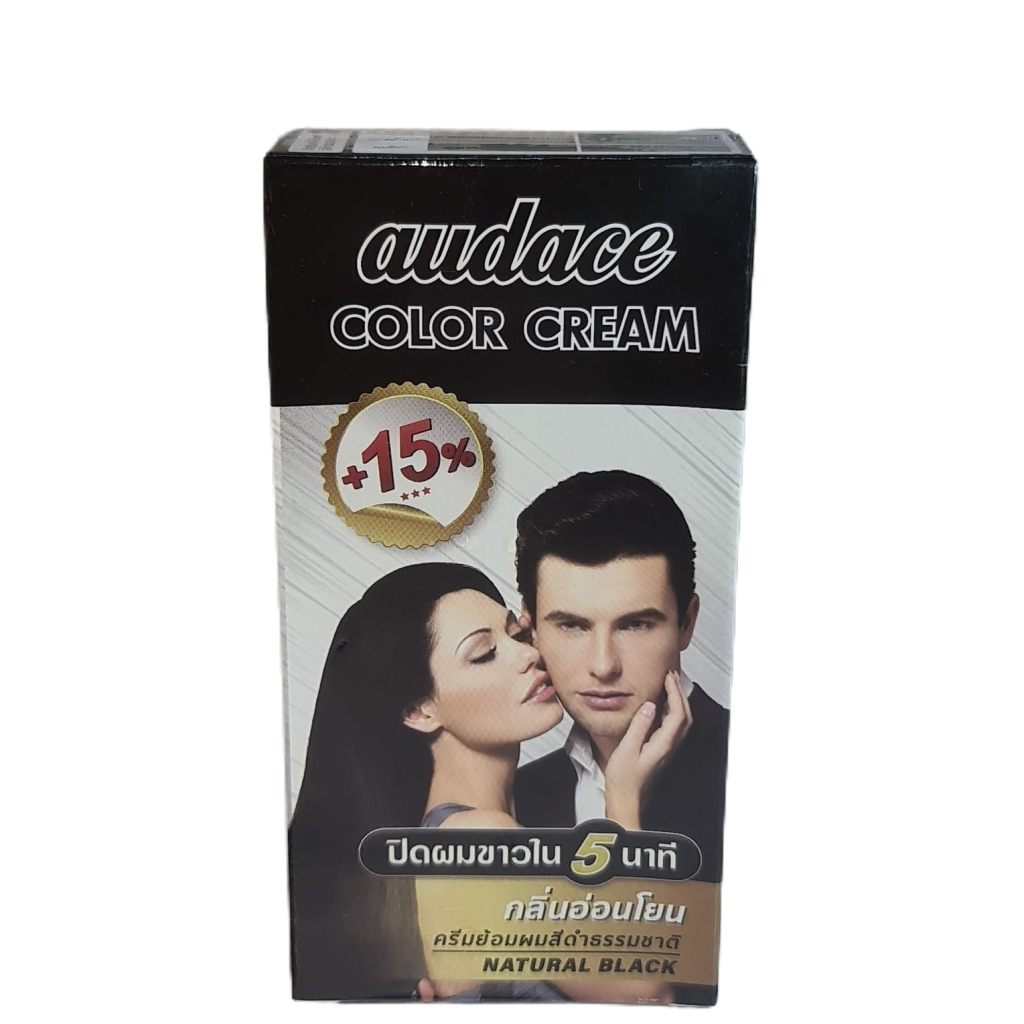 audace
COLOR CREAM
+15%
ปิดผมขาวใน 5 นาที
กลิ่นอ่อนโยน
ครีมย้อมผมสีดำธรรมชาติ
NATURAL BLACK